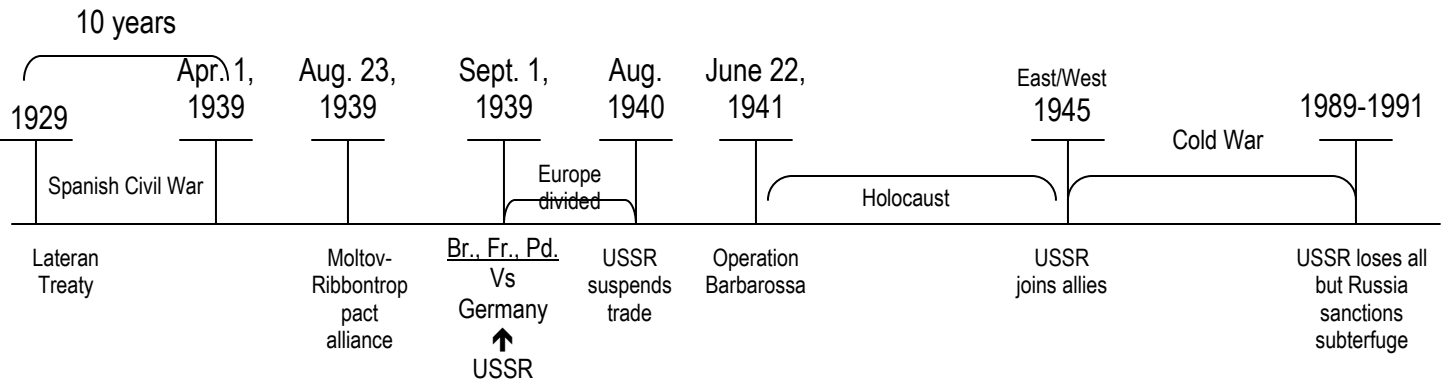 10 years
1929
Apr. 1,
1939
Aug. 23,
1939
Sept. 1,
1939
Aug.
1940
June 22,
1941
East/West
1945
Cold War
1989-1991
Spanish Civil War
Europe
divided
Holocaust
Lateran
Treaty
Moltov-
Ribbontrop
pact
alliance
Br., Fr., Pd.
Vs
Germany
USSR
USSR
suspends
trade
Operation
Barbarossa
USSR
joins allies
USSR loses all
but Russia
sanctions
subterfuge